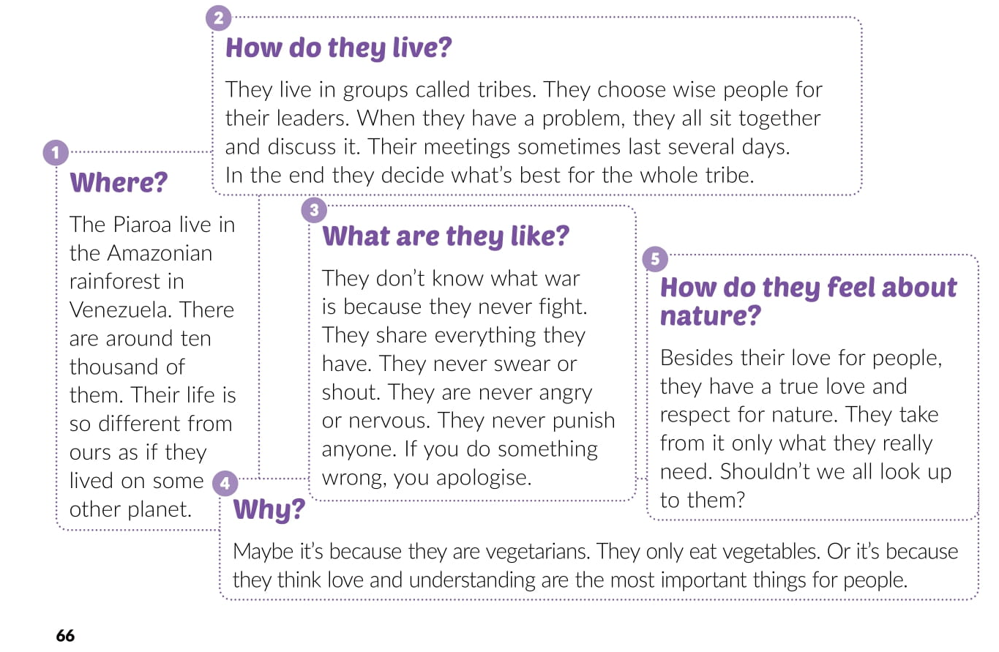 1
Where?
The Piaroa live in
the Amazonian
rainforest in
Venezuela. There
are around ten
thousand of
them. Their life is
so different from
ours as if they
lived on some
other planet.
2
How do they live?
They live in groups called tribes. They choose wise people for
their leaders. When they have a problem, they all sit together
and discuss it. Their meetings sometimes last several days.
In the end they decide what’s best for the whole tribe.
3
What are they like?
They don’t know what war
is because they never fight.
They share everything they
have. They never swear or
shout. They are never angry
or nervous. They never punish
anyone. If you do something
wrong, you apologise.
4
Why?
Maybe it’s because they are vegetarians. They only eat vegetables. Or it’s because
they think love and understanding are the most important things for people.
5
How do they feel about
nature?
Besides their love for people,
they have a true love and
respect for nature. They take
from it only what they really
need. Shouldn’t we all look up
to them?
66